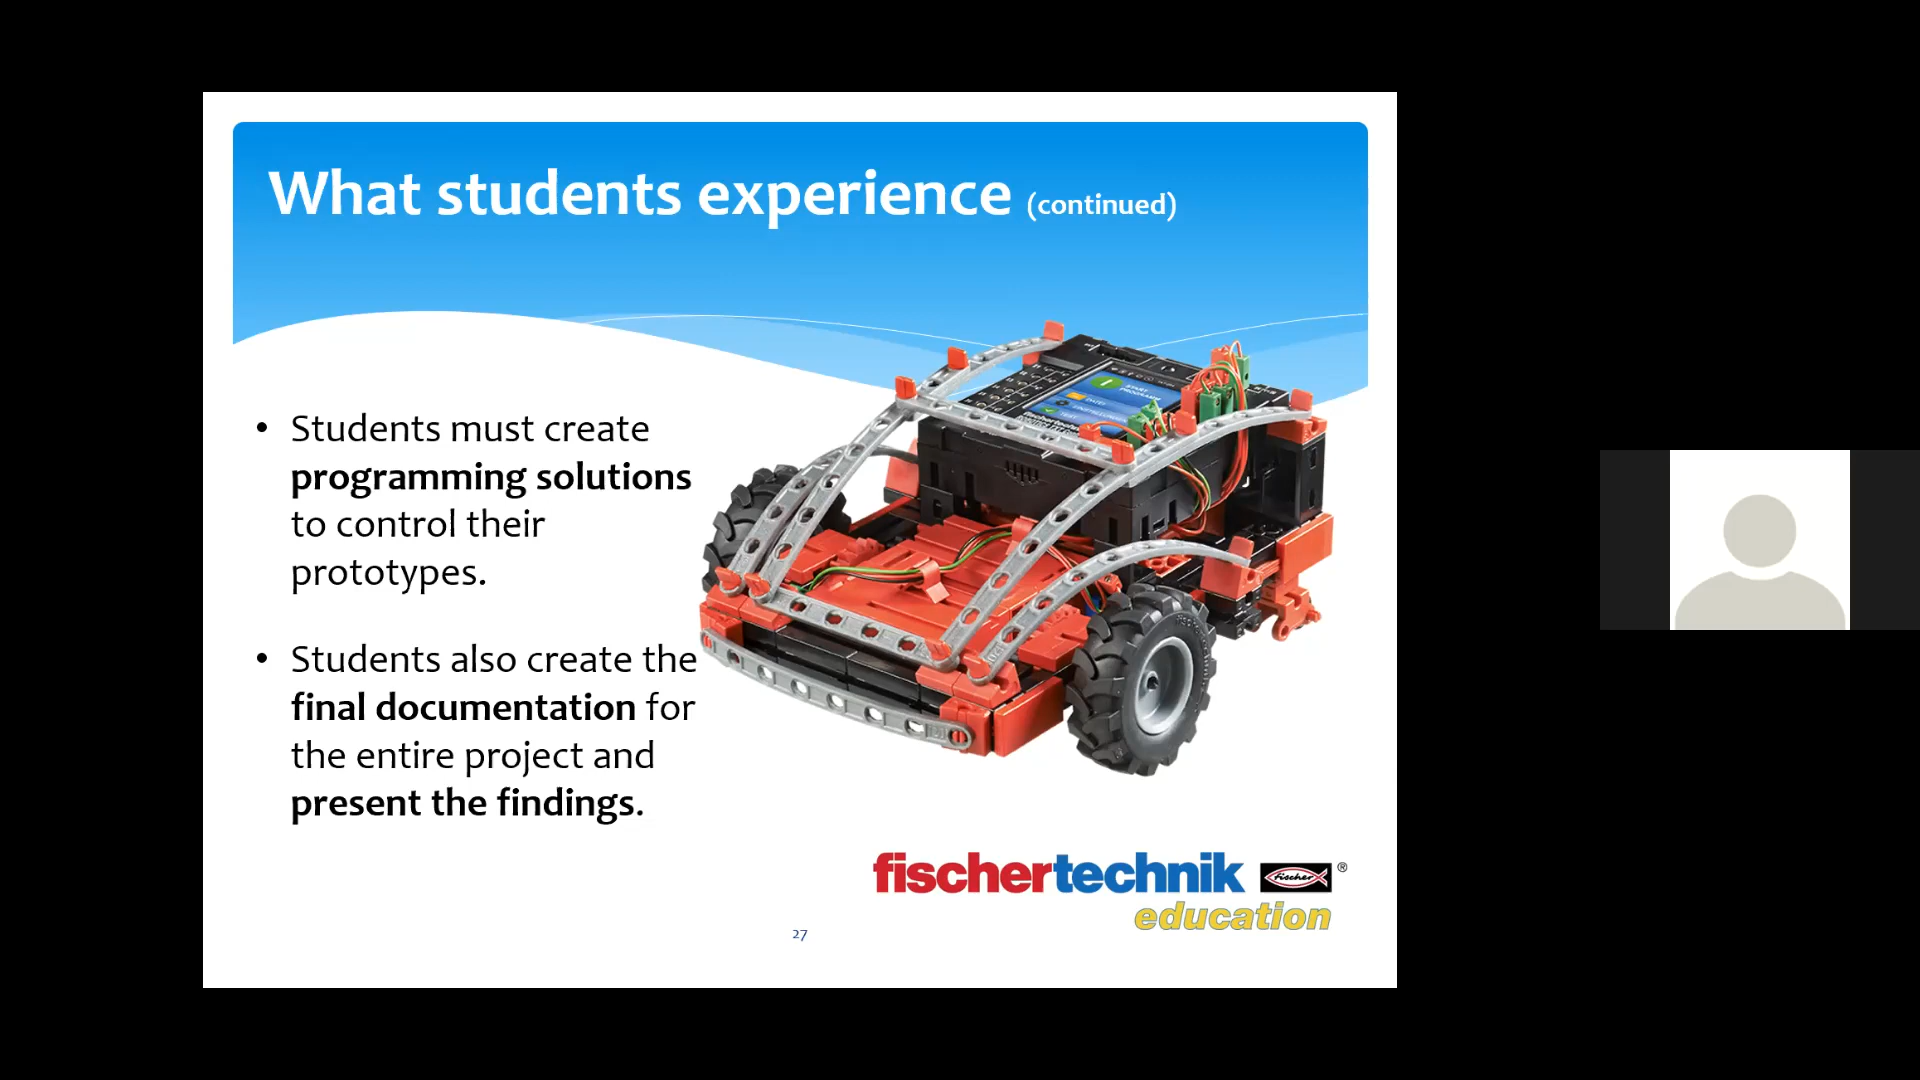 What students experience (continued)
• Students must create
programming solutions
to control their
prototypes.
• Students also create the
final documentation for
the entire project and
present the findings.
fischertechnik fischer ®
education
27